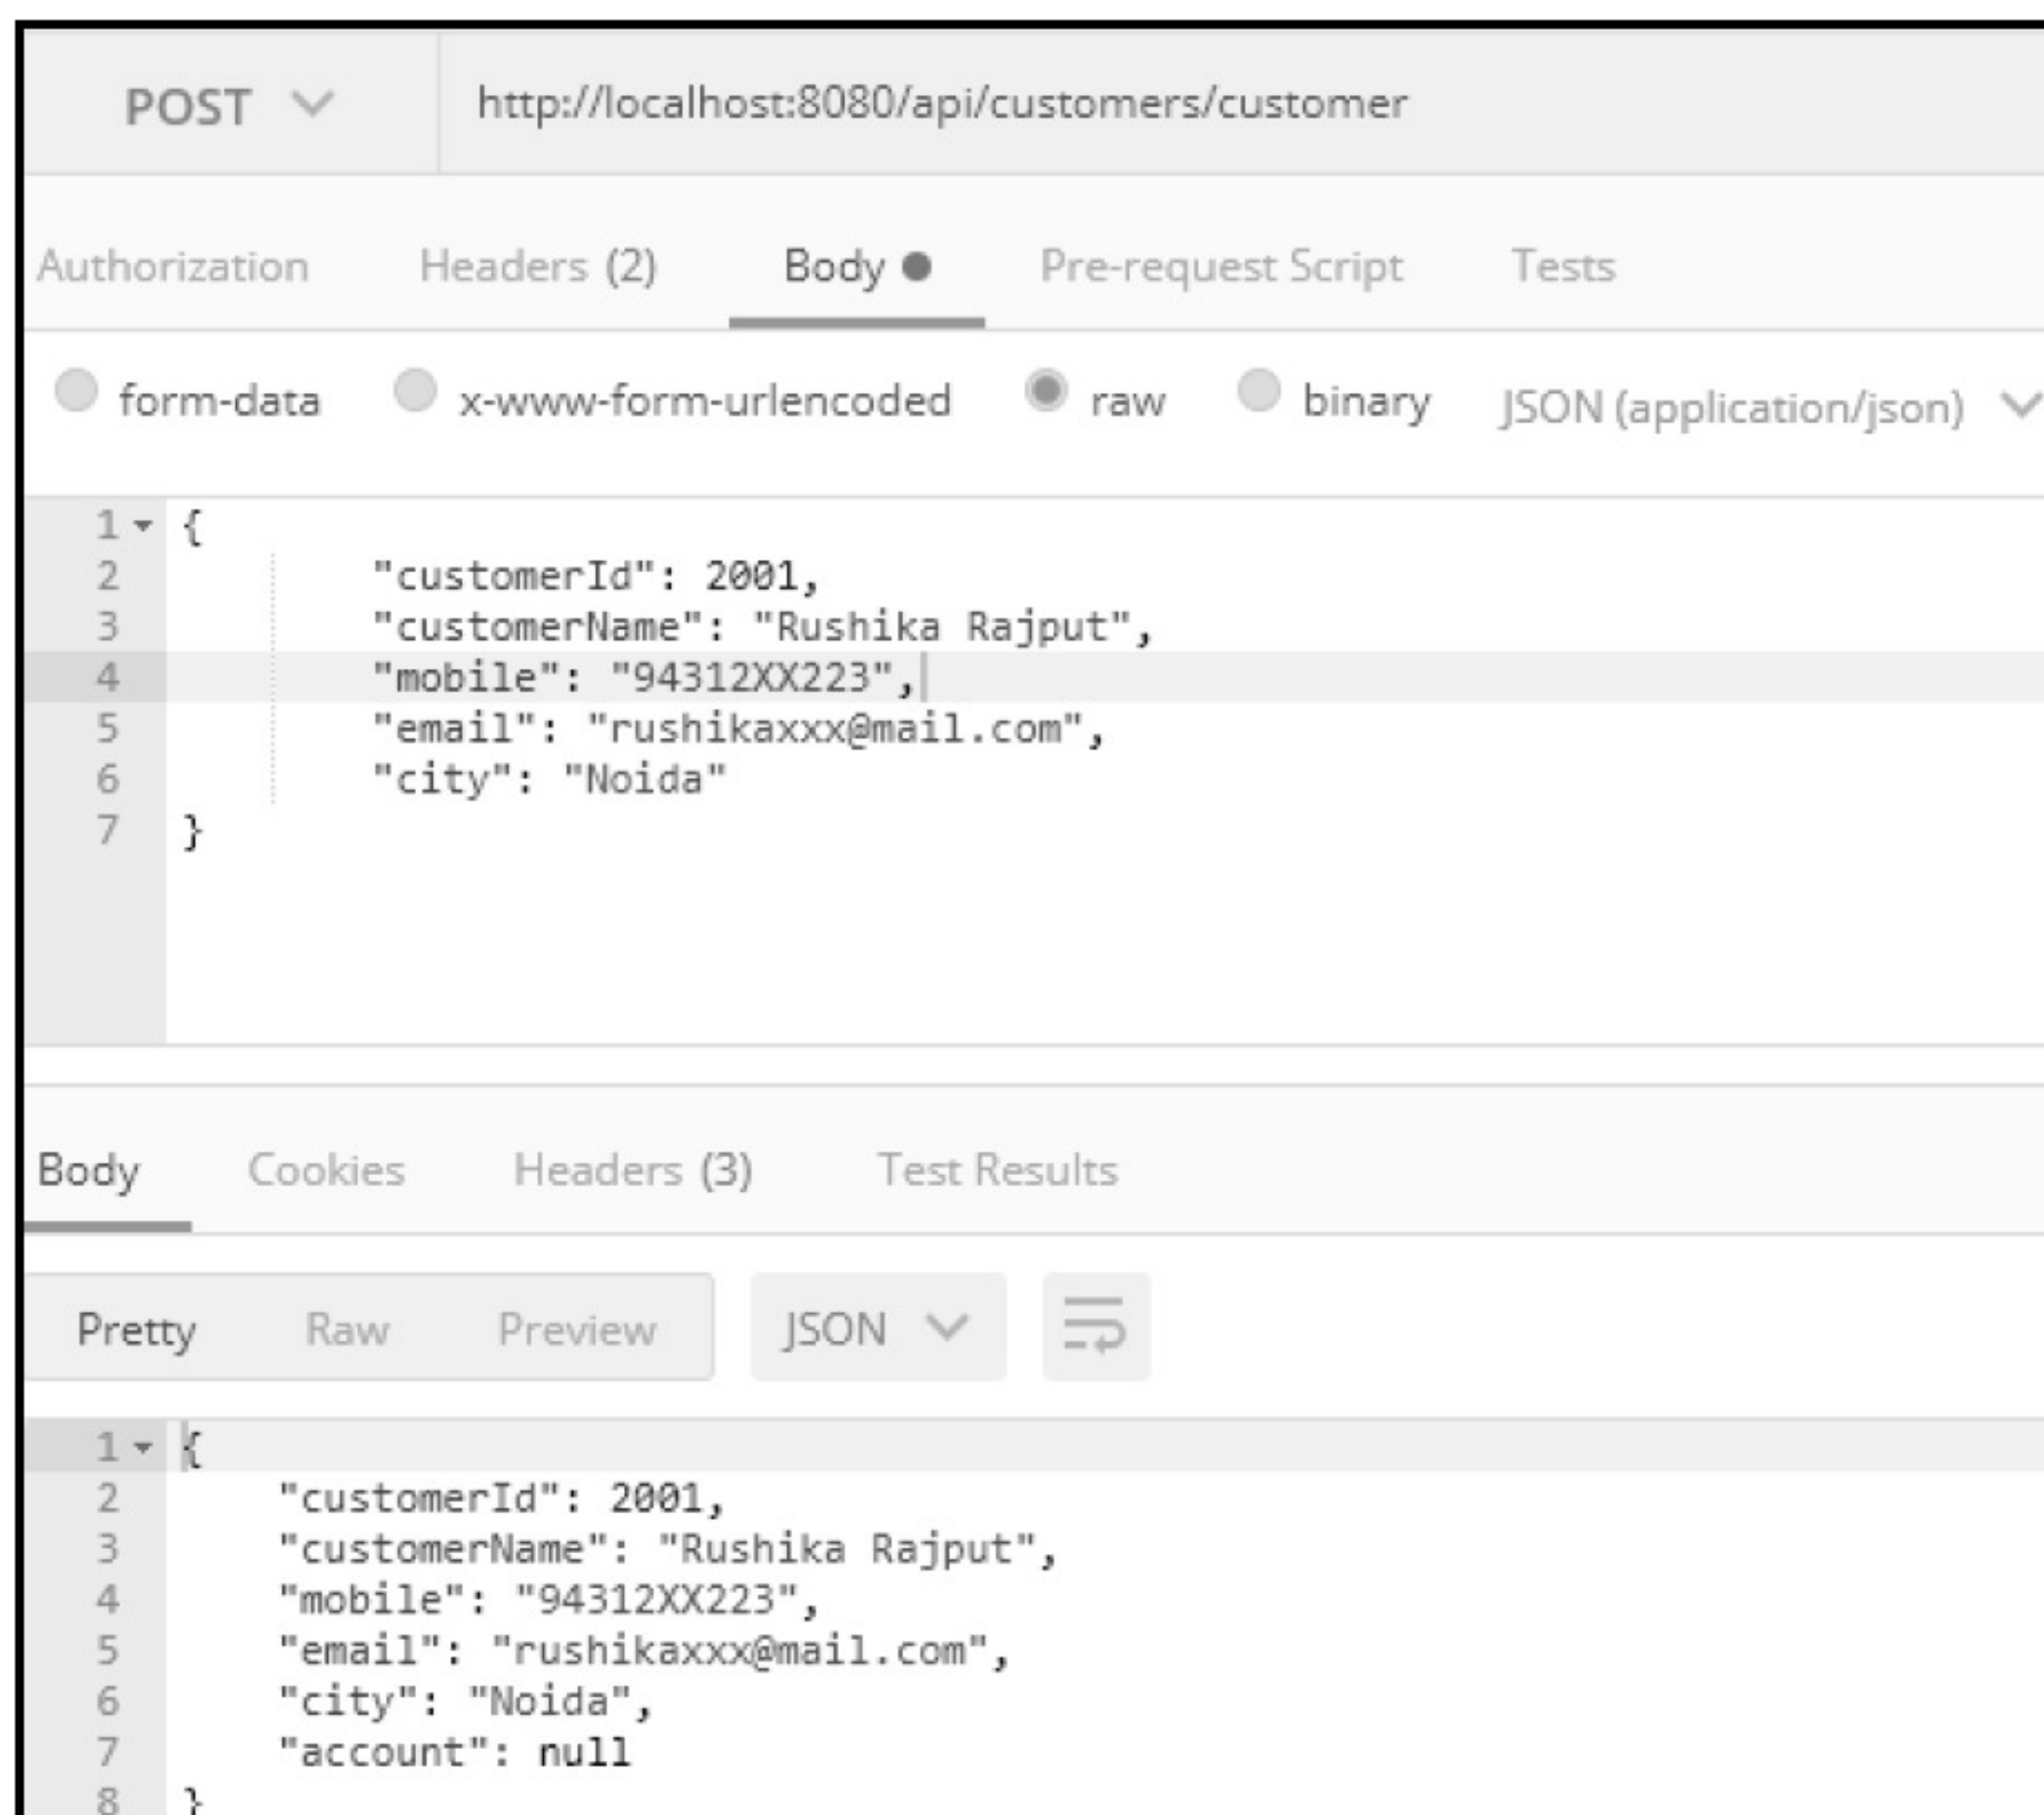 POST http://localhost:8080/api/customers/customer
Authorization Headers (2) Body Pre-request Script Tests
form-data x-www-form-urlencoded raw binary JSON (application/json)
1 {
2 "customerId": 2001,
3 "customerName": "Rushika Rajput",
4 "mobile": "94312XX223",
5 "email": "rushikaxxx@mail.com",
6 "city": "Noida"
7 }
Body Cookies Headers (3) Test Results
Pretty Raw Preview JSON
1 {
2 "customerId": 2001,
3 "customerName": "Rushika Rajput",
4 "mobile": "94312XX223",
5 "email": "rushikaxxx@mail.com",
6 "city": "Noida",
7 "account": null
8 }